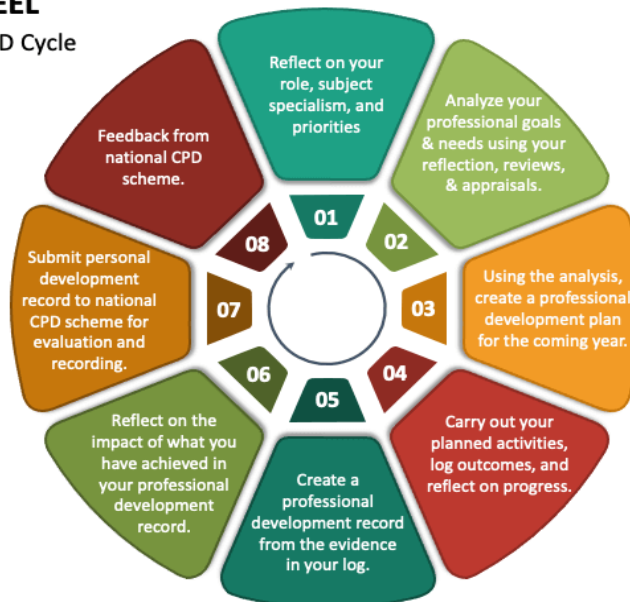 EEL
D Cycle
Reflect on your
role, subject
specialism, and
priorities
Analyze your
professional goals
& needs using your
reflection, reviews,
& appraisals.
Using the analysis,
create a professional
development plan
for the coming year.
Carry out your
planned activities,
log outcomes, and
reflect on progress.
Create a
professional
development record
from the evidence
in your log.
Reflect on the
impact of what you
have achieved in
your professional
development
record.
Submit personal
development
record to national
CPD scheme for
evaluation and
recording.
Feedback from
national CPD
scheme.
01
02
03
04
05
06
07
08